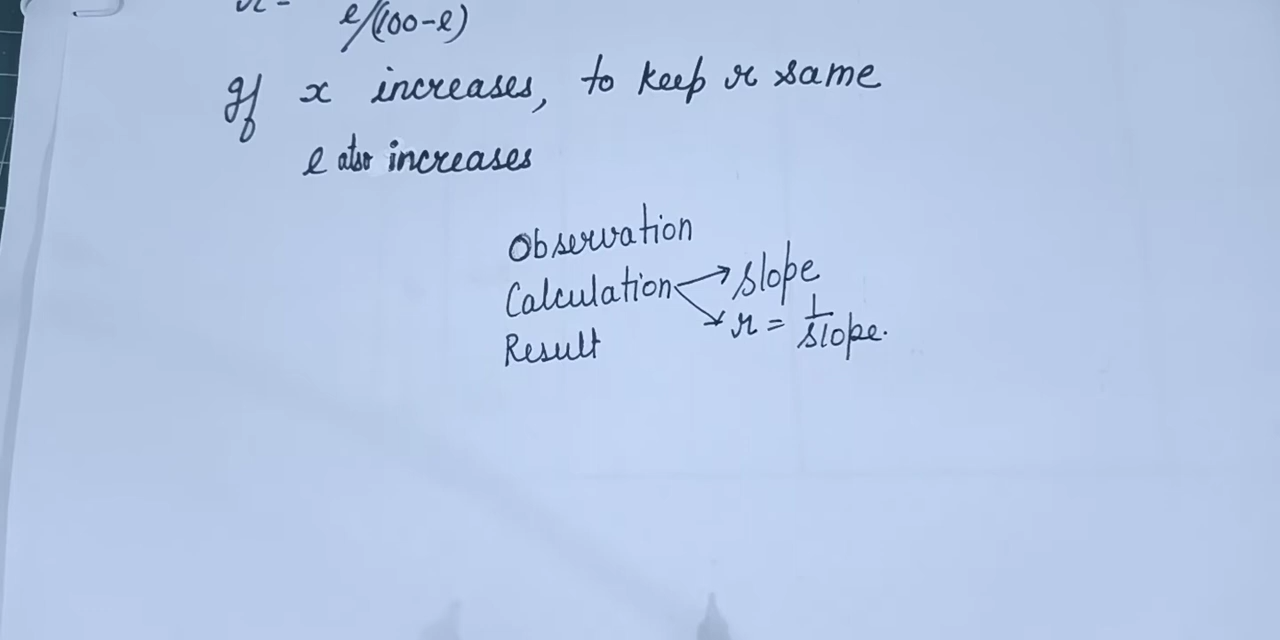 e/(100-l)
If x increases, to keep r same
l also increases
Observation
Calculation → slope
→ r = 1/slope.
Result